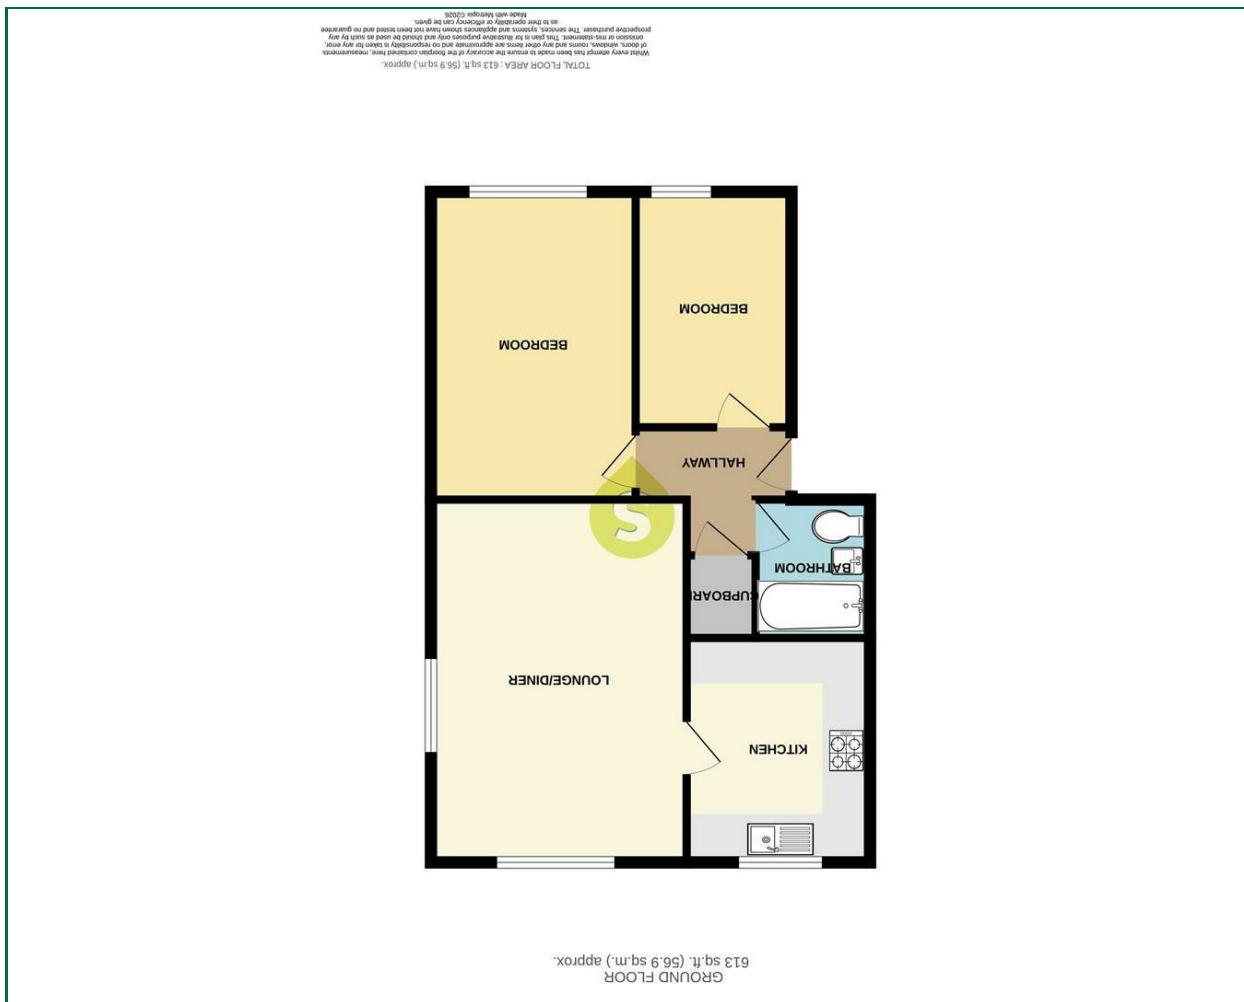 GROUND FLOOR
613 sq.ft. (56.9 sq.m.) approx.
KITCHEN
LOUNGE/DINER
CUPBOARD
BATHROOM
S
HALLWAY
BEDROOM
BEDROOM
TOTAL FLOOR AREA : 613 sq.ft. (56.9 sq.m.) approx.
Whilst every attempt has been made to ensure the accuracy of the floorplan contained here, measurements
of doors, windows, rooms and any other items are approximate and no responsibility is taken for any error,
omission or mis-statement. This plan is for illustrative purposes only and should be used as such by any
prospective purchaser. The services, systems and appliances shown have not been tested and no guarantee
as to their operability or efficiency can be given.
Made with Metropix ©2026